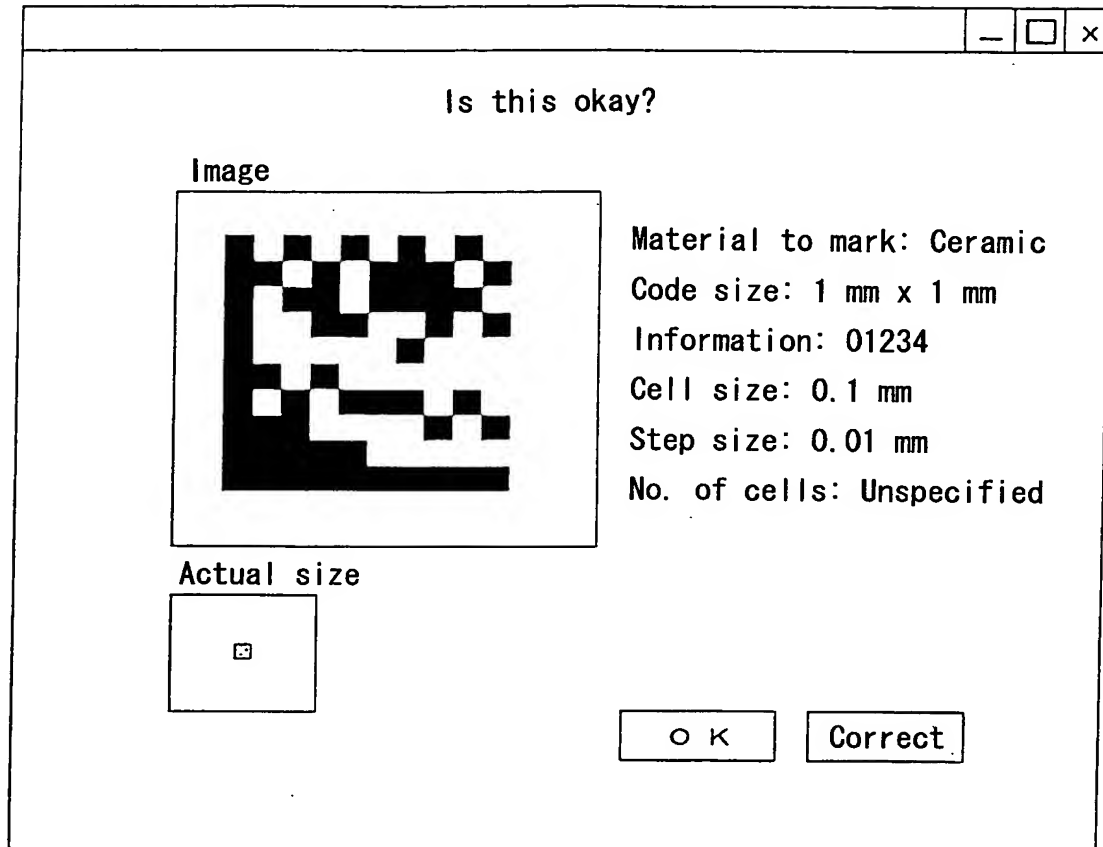 Is this okay?
Image
Material to mark: Ceramic
Code size: 1 mm x 1 mm
Information: 01234
Cell size: 0.1 mm
Step size: 0.01 mm
No. of cells: Unspecified
Actual size
OK
Correct